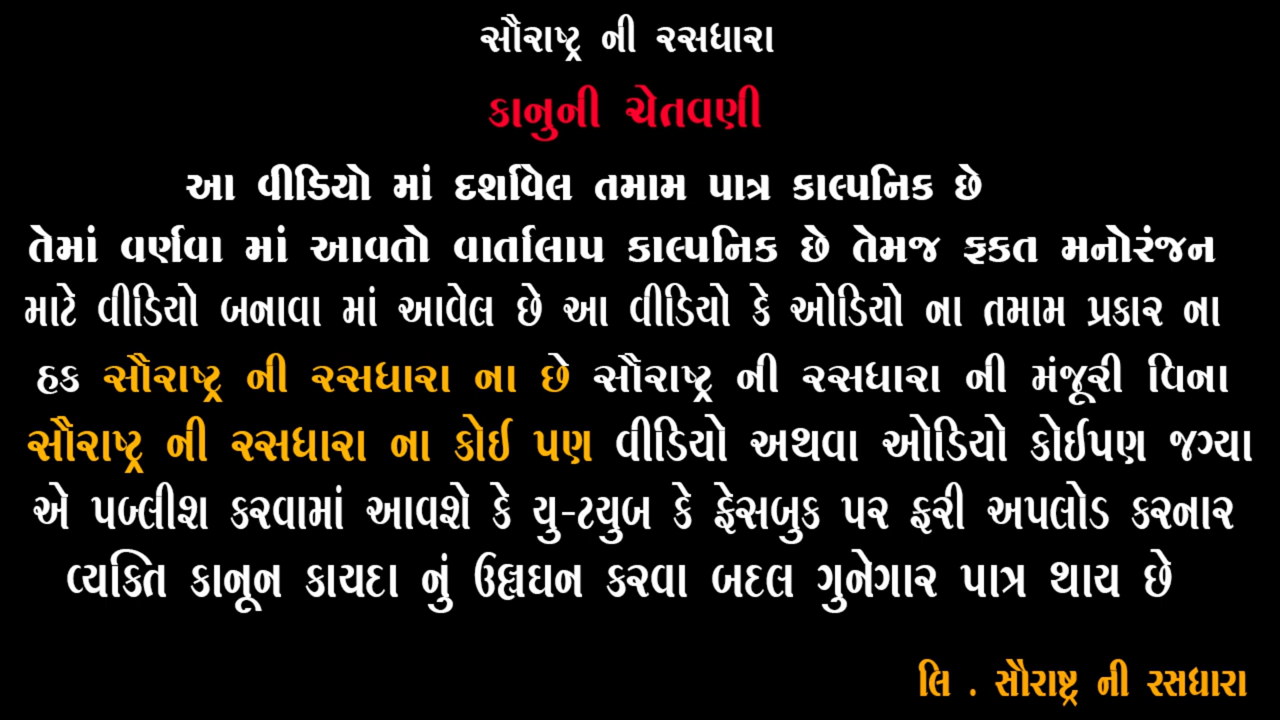 સૌરાષ્ટ્ર ની રસધારા
કાનુની ચેતવણી
આ વીડિયો માં દર્શાવેલ તમામ પાત્ર કાલ્પનિક છે
તેમાં વર્ણવા માં આવતો વાર્તાલાપ કાલ્પનિક છે તેમજ ફકત મનોરંજન
માટે વીડિયો બનાવા માં આવેલ છે આ વીડિયો કે ઓડિયો ના તમામ પ્રકાર ના
હક સૌરાષ્ટ્ર ની રસધારા ના છે સૌરાષ્ટ્ર ની રસધારા ની મંજૂરી વિના
સૌરાષ્ટ્ર ની રસધારા ના કોઈ પણ વીડિયો અથવા ઓડિયો કોઈપણ જગ્યા
એ પબ્લીશ કરવામાં આવશે કે યુ-ટયુબ કે ફેસબુક પર ફરી અપલોડ કરનાર
વ્યક્તિ કાનૂન કાયદા નું ઉલ્લઘન કરવા બદલ ગુનેગાર પાત્ર થાય છે
લિ . સૌરાષ્ટ્ર ની રસધારા